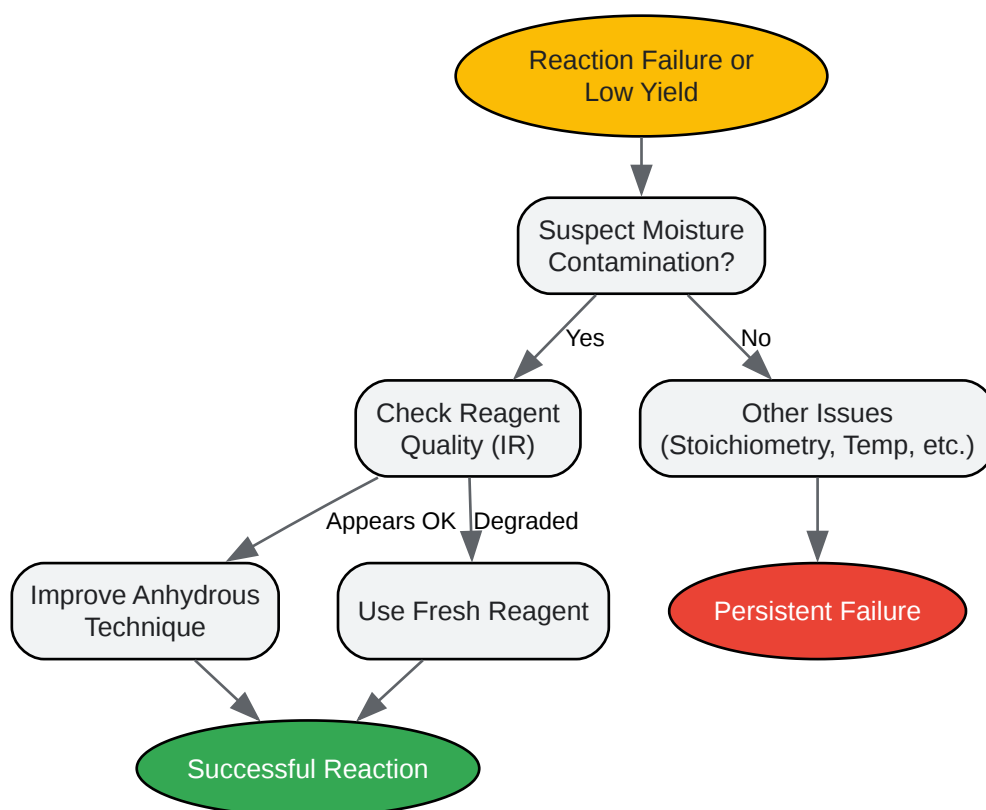 Reaction Failure or
Low Yield
Suspect Moisture
Contamination?
Yes
No
Check Reagent
Quality (IR)
Other Issues
(Stoichiometry, Temp, etc.)
Appears OK
Degraded
Improve Anhydrous
Technique
Use Fresh Reagent
Persistent Failure
Successful Reaction